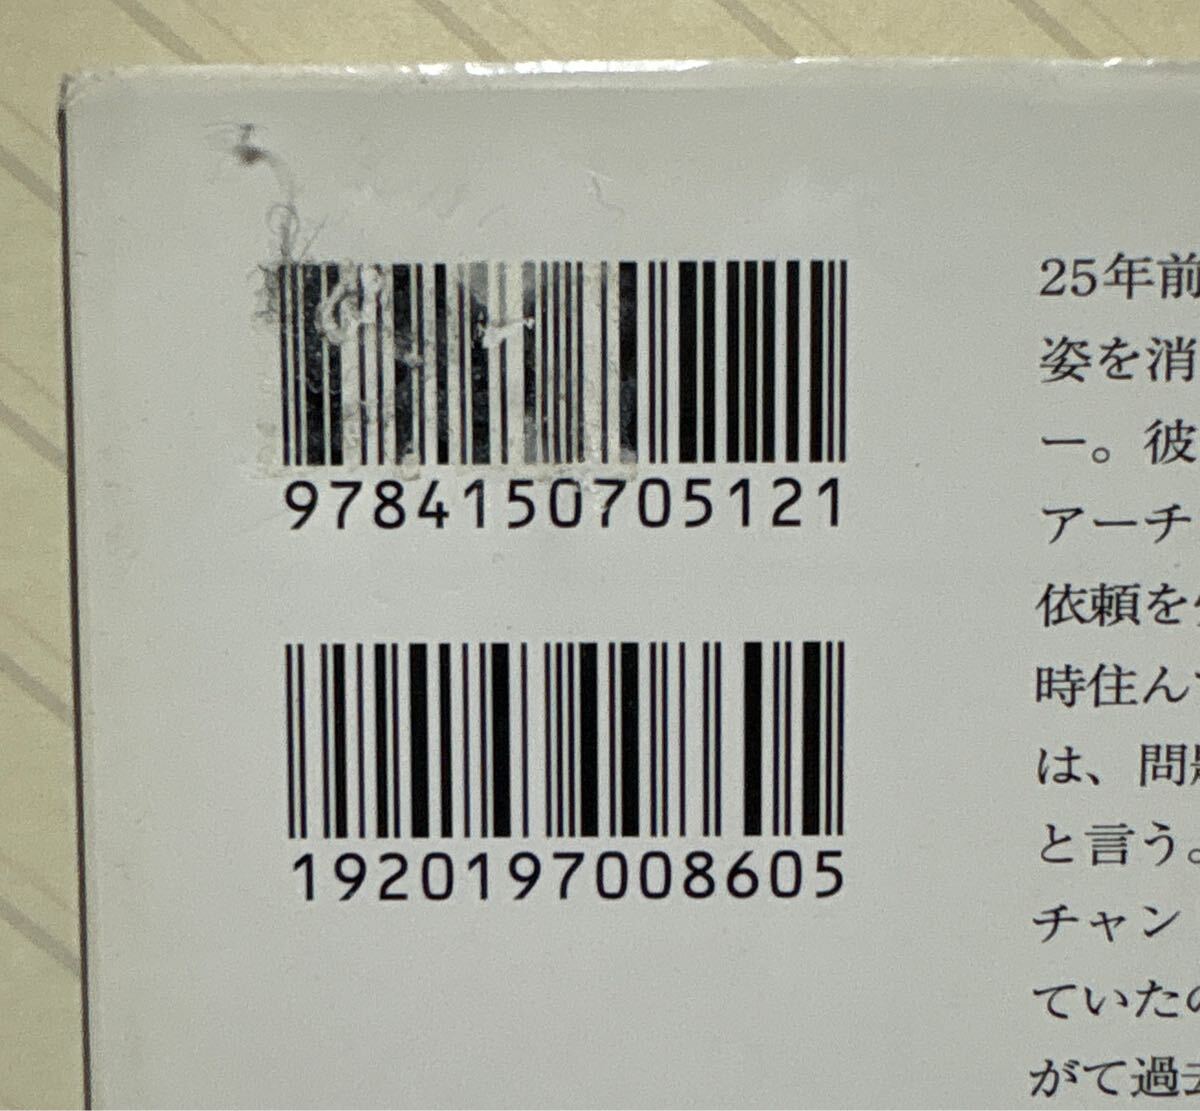 9784150705121
1920197008605
25年前
姿を消
ー。彼
アーチ
依頼を
時住ん
は、問
と言う。
チャン
ていた
がて過